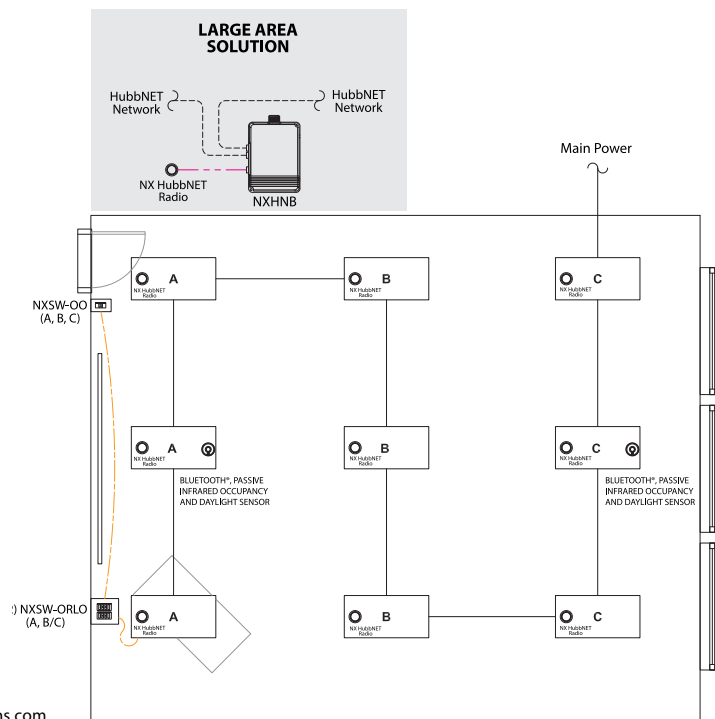 LARGE AREA
SOLUTION
HubbNET
Network
HubbNET
Network
NX HubbNET
Radio
NXHNB
Main Power
A
NX HubbNET
Radio
B
NX HubbNET
Radio
C
NX HubbNET
Radio
NXSW-OO
(A, B, C)
A
NX HubbNET
Radio
BLUETOOTH®, PASSIVE
INFRARED OCCUPANCY
AND DAYLIGHT SENSOR
B
NX HubbNET
Radio
C
NX HubbNET
Radio
BLUETOOTH®, PASSIVE
INFRARED OCCUPANCY
AND DAYLIGHT SENSOR
) NXSW-ORLO
(A, B/C)
A
NX HubbNET
Radio
B
NX HubbNET
Radio
C
NX HubbNET
Radio
ns.com